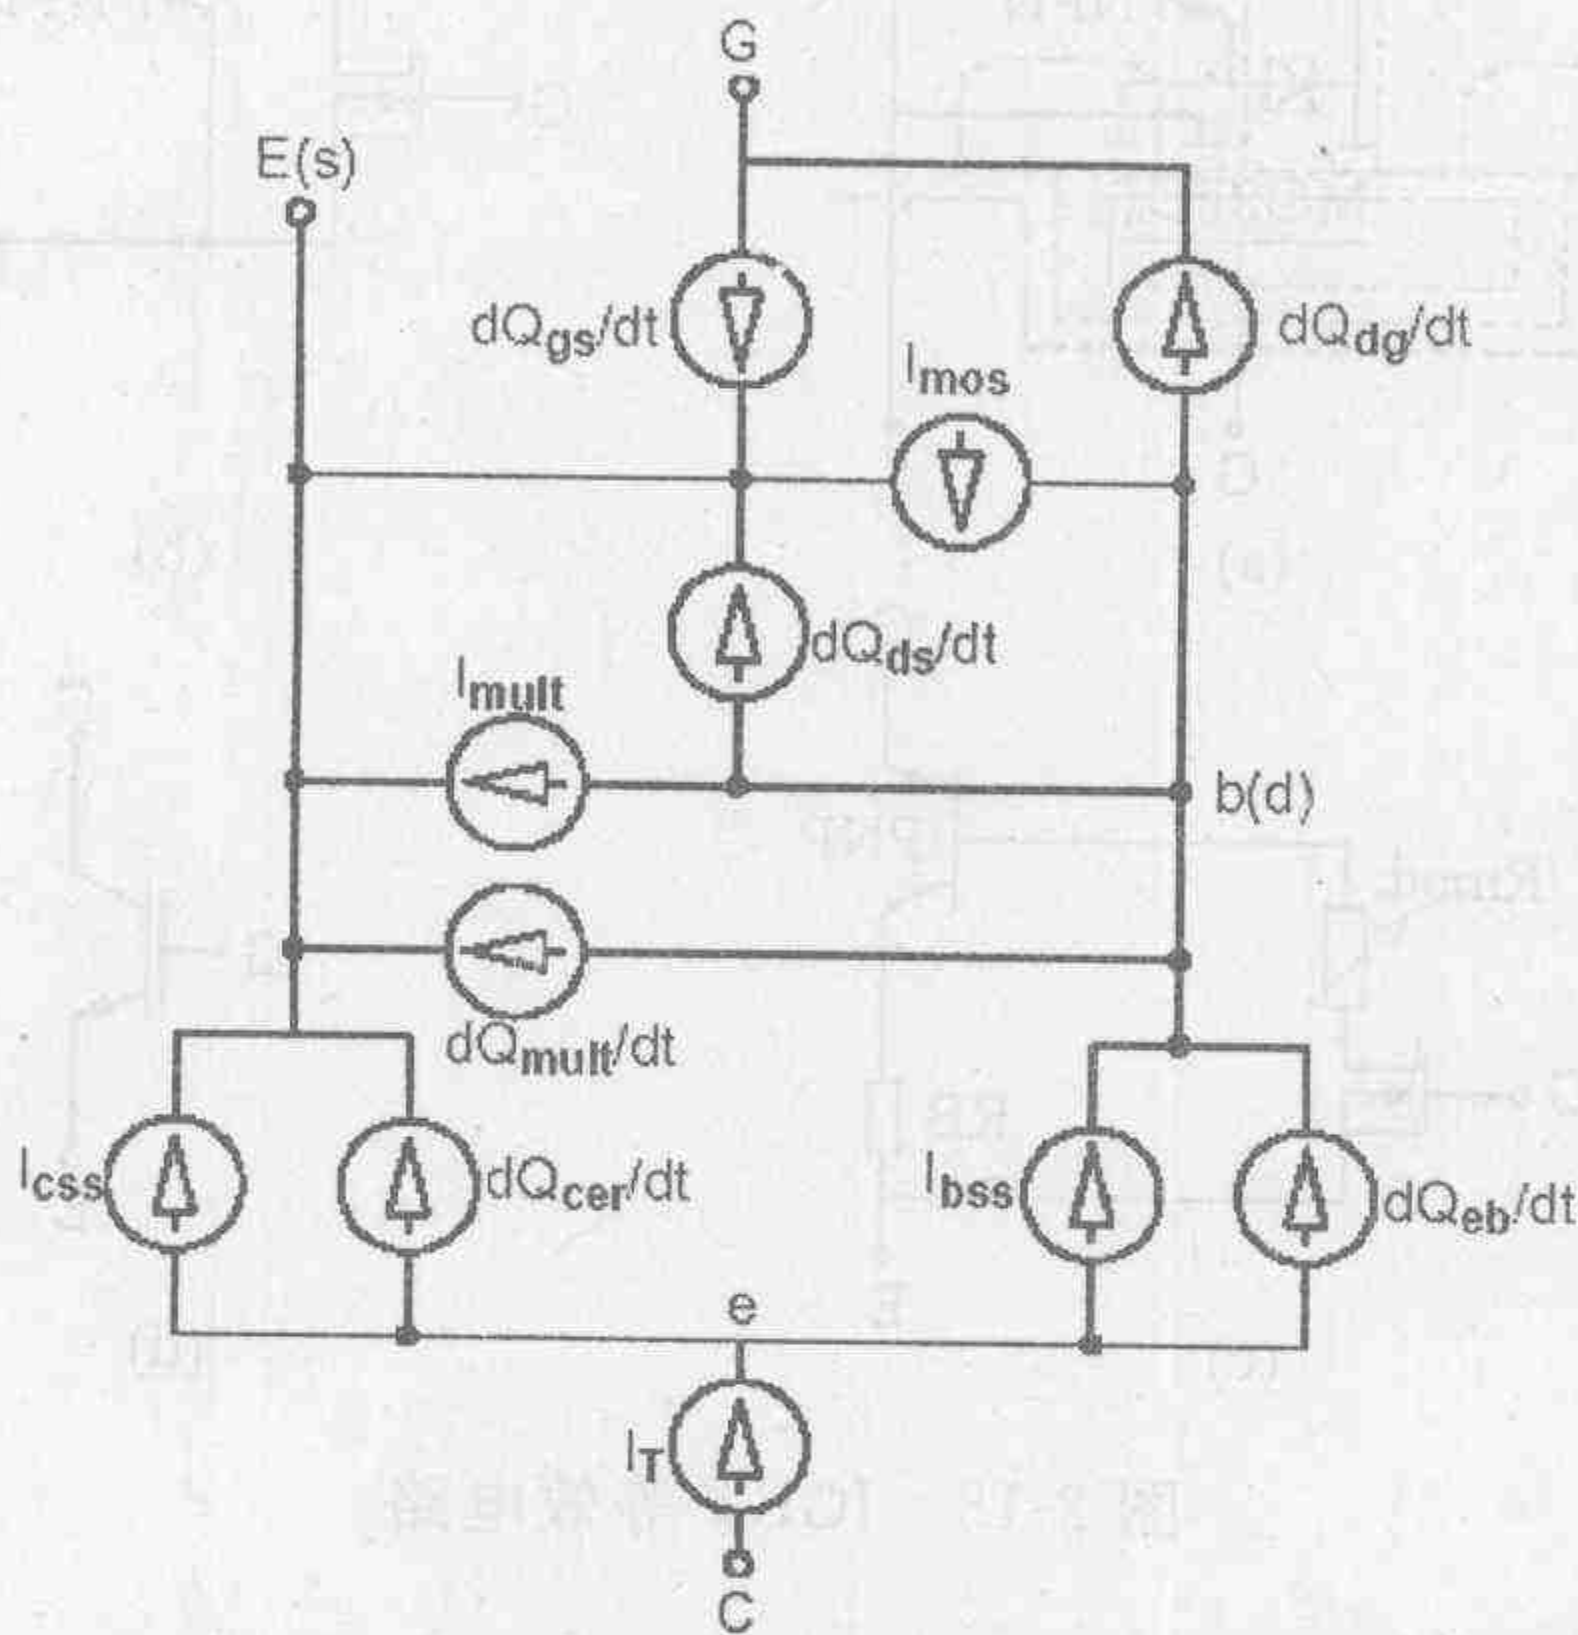 G
E(s)
dQgs/dt
dQdg/dt
Imos
dQds/dt
Imult
b(d)
dQmult/dt
Icss
dQcer/dt
Ibss
dQeb/dt
e
IT
C